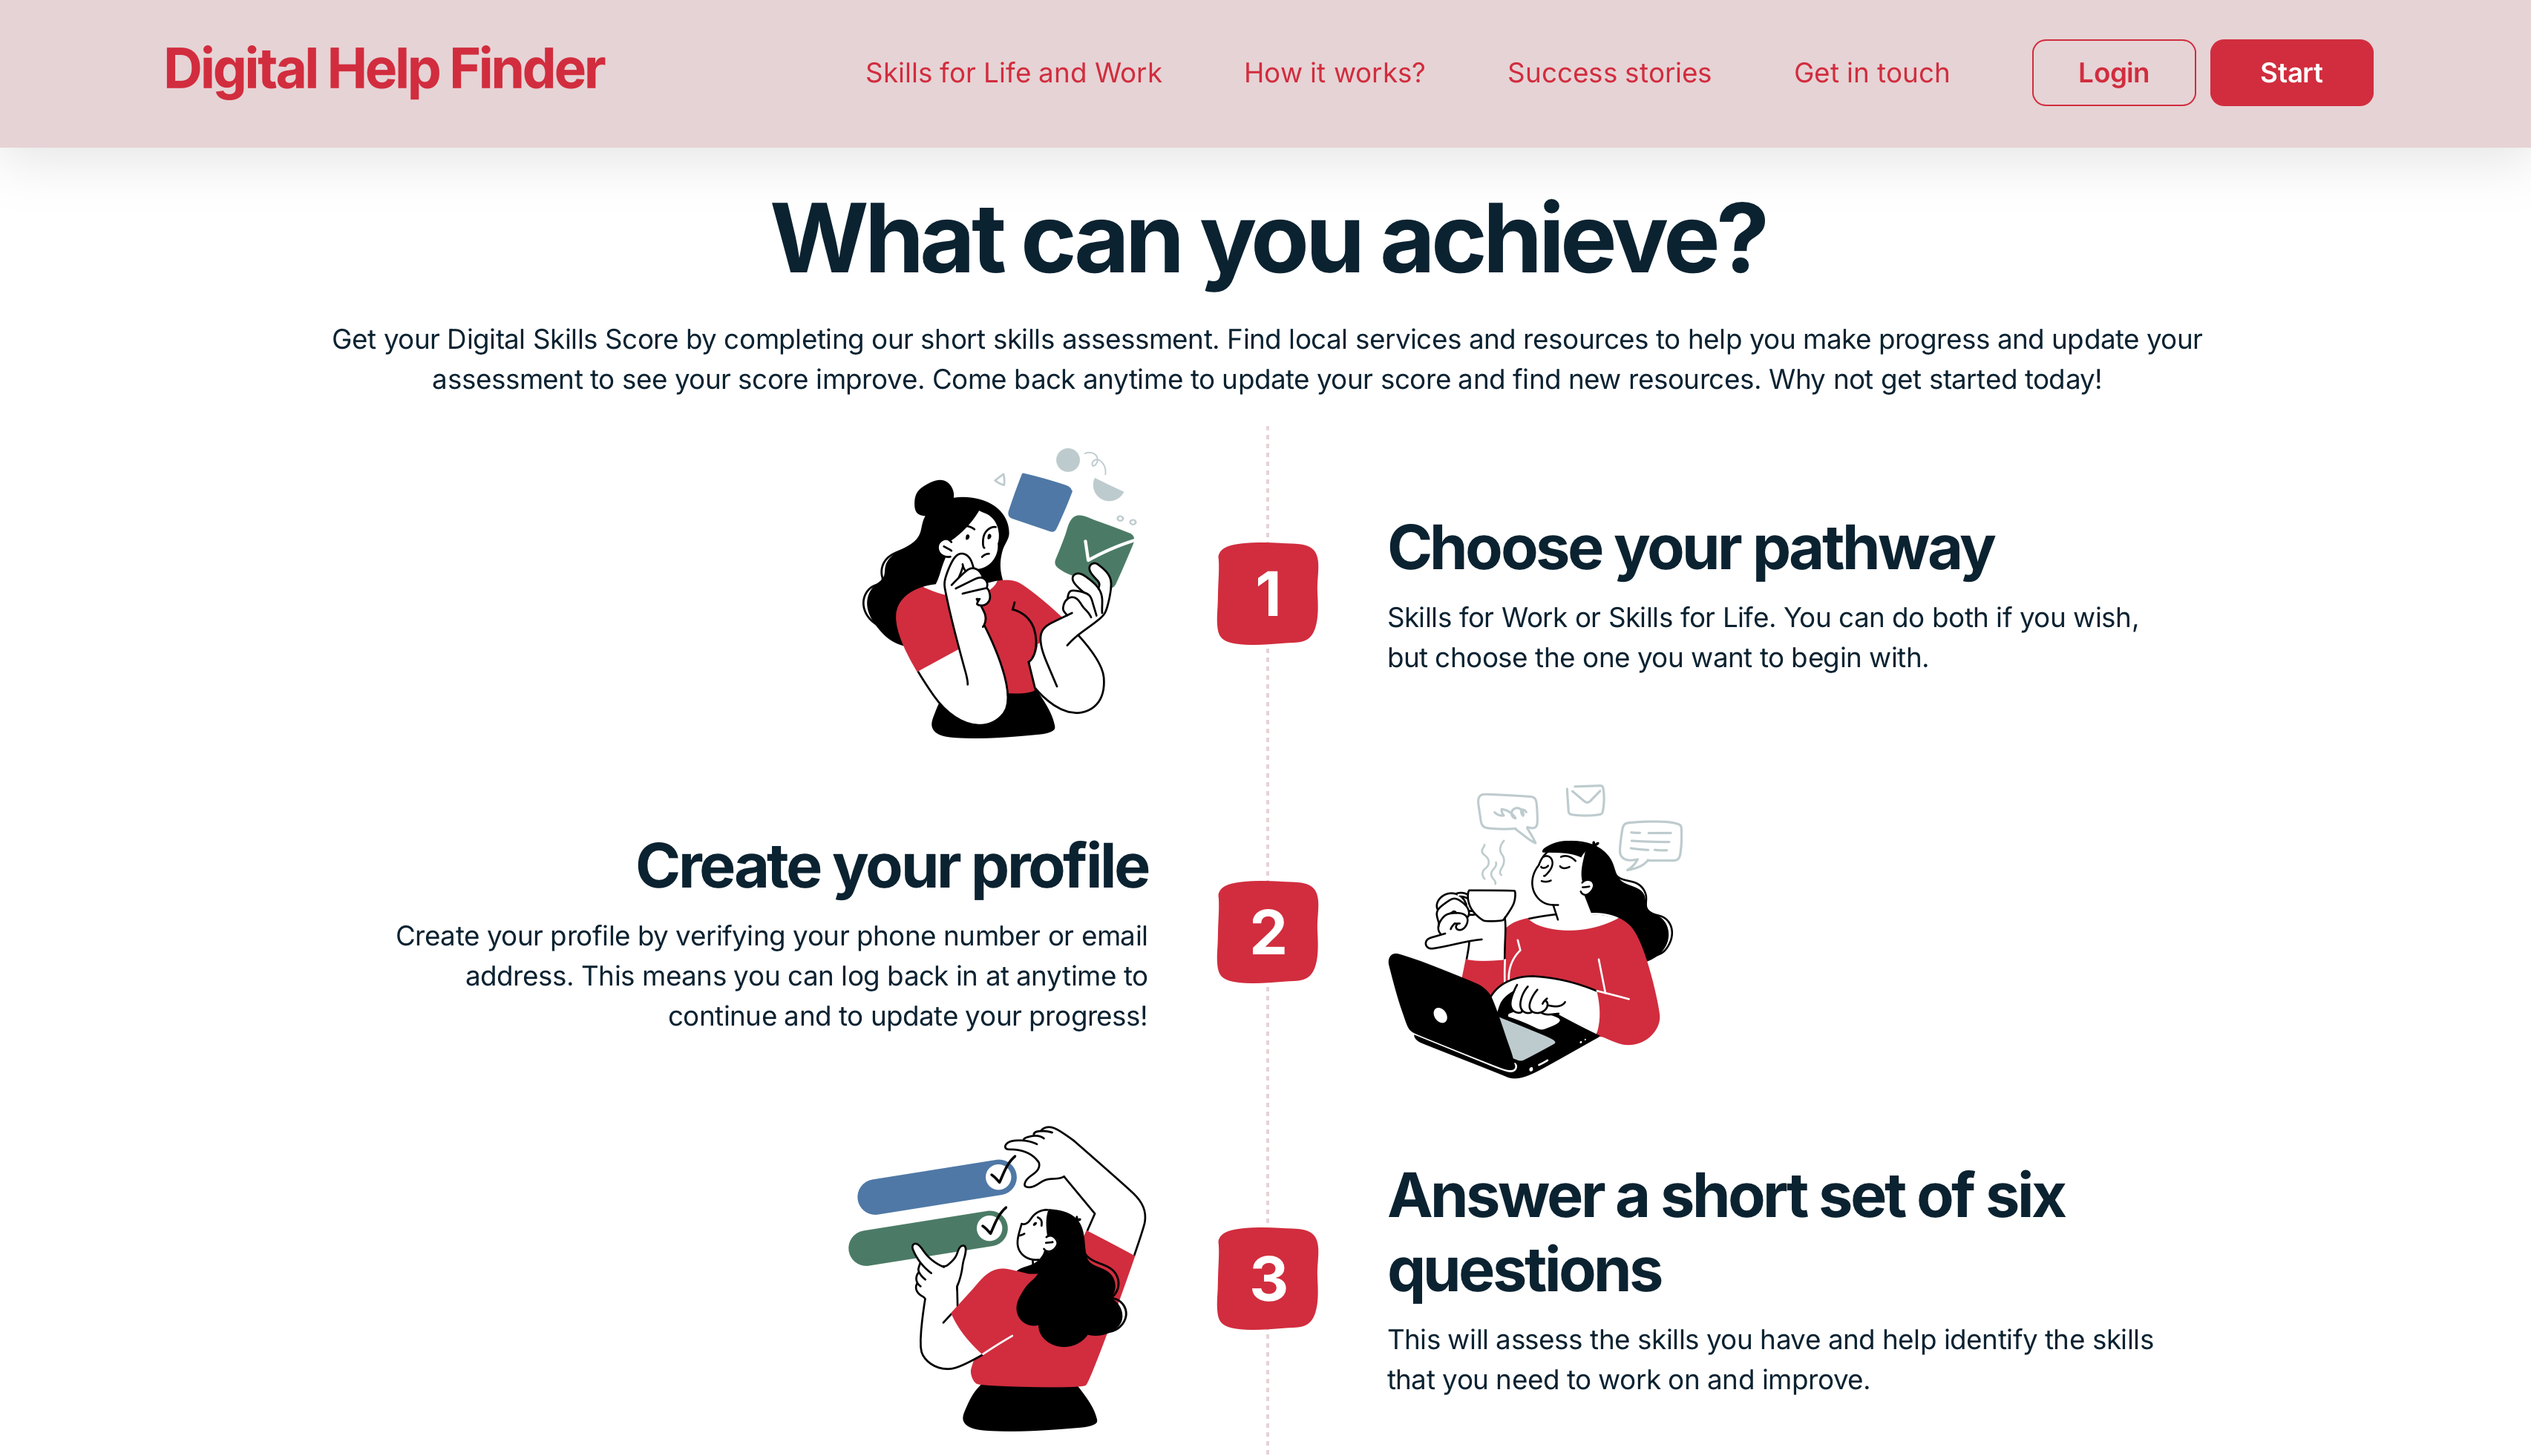 Digital Help Finder
Skills for Life and Work
How it works?
Success stories
Get in touch
Login
Start
What can you achieve?
Get your Digital Skills Score by completing our short skills assessment. Find local services and resources to help you make progress and update your
assessment to see your score improve. Come back anytime to update your score and find new resources. Why not get started today!
1
Choose your pathway
Skills for Work or Skills for Life. You can do both if you wish,
but choose the one you want to begin with.
Create your profile
Create your profile by verifying your phone number or email
address. This means you can log back in at anytime to
continue and to update your progress!
2
3
Answer a short set of six
questions
This will assess the skills you have and help identify the skills
that you need to work on and improve.